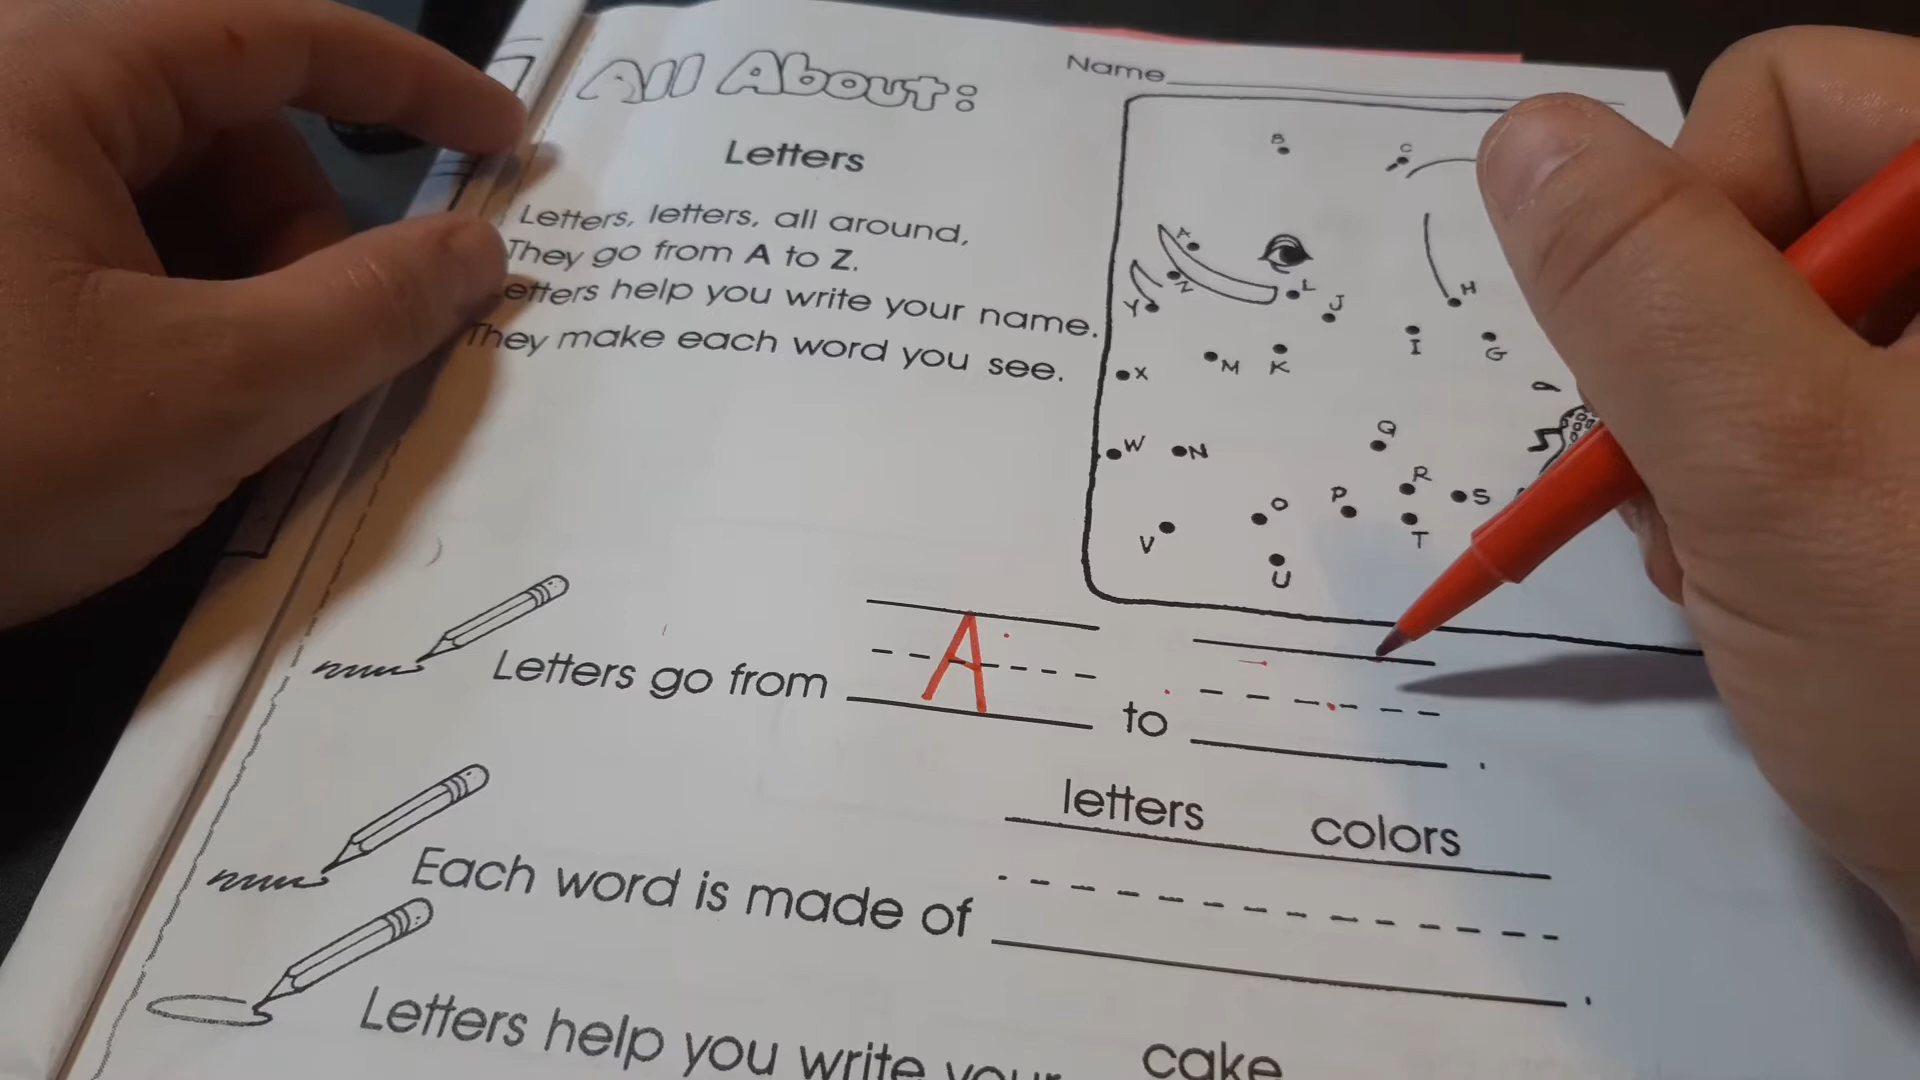 All About:
Name
Letters
Letters, letters, all around,
They go from A to Z.
Letters help you write your name.
They make each word you see.
B
C
A
Z
Y
L
J
H
I
G
M
K
X
W
N
Q
R
S
P
O
T
V
U
Letters go from A to .
letters colors
Each word is made of .
Letters help you write your
cake